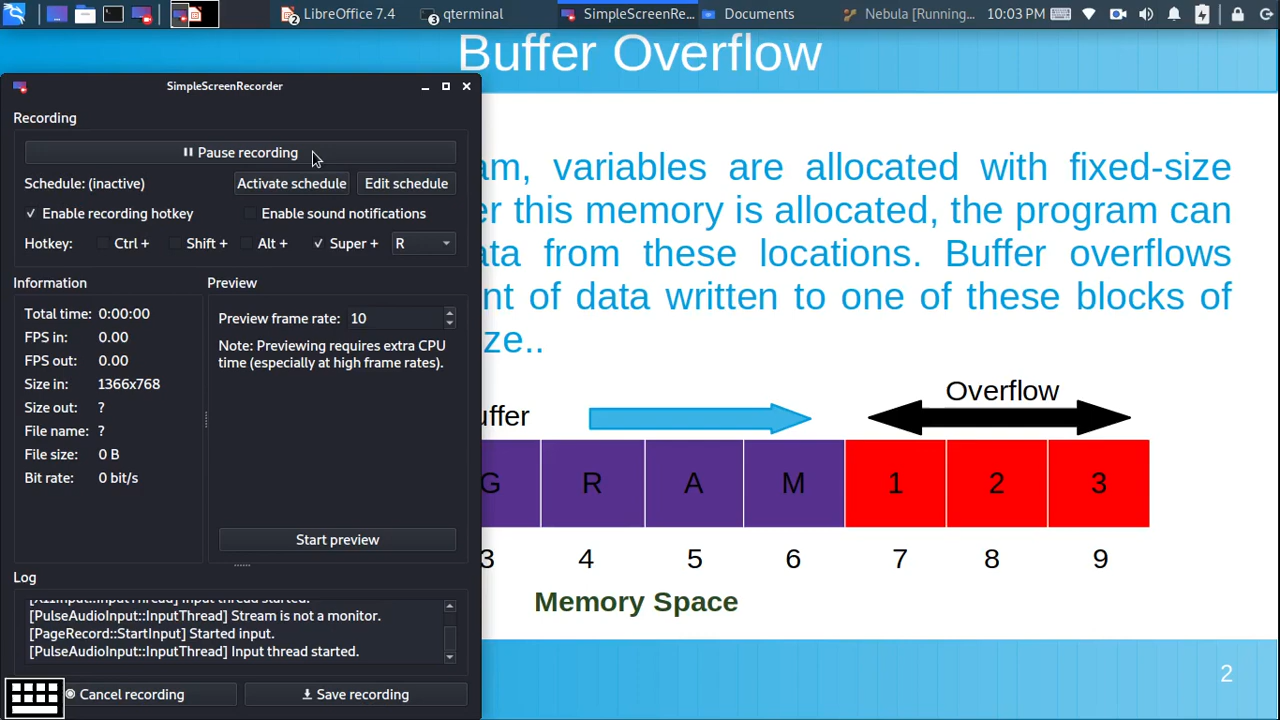 2 LibreOffice 7.4
3 qterminal
SimpleScreenRe...
Documents
Nebula [Running...
10:03 PM
Buffer Overflow
SimpleScreenRecorder
Recording
Pause recording
Schedule: (inactive)
Activate schedule
Edit schedule
Enable recording hotkey
Enable sound notifications
Hotkey: Ctrl + Shift + Alt + Super + R
Information
Total time: 0:00:00
FPS in: 0.00
FPS out: 0.00
Size in: 1366x768
Size out: ?
File name: ?
File size: 0 B
Bit rate: 0 bit/s
Preview
Preview frame rate: 10
Note: Previewing requires extra CPU
time (especially at high frame rates).
Start preview
Log
[X11Input::InputThread] Input thread started.
[PulseAudioInput::InputThread] Stream is not a monitor.
[PageRecord::StartInput] Started input.
[PulseAudioInput::InputThread] Input thread started.
Cancel recording
Save recording
am, variables are allocated with fixed-size
er this memory is allocated, the program can
ata from these locations. Buffer overflows
nt of data written to one of these blocks of
ze..
uffer
Overflow
G R A M 1 2 3
3 4 5 6 7 8 9
Memory Space
2